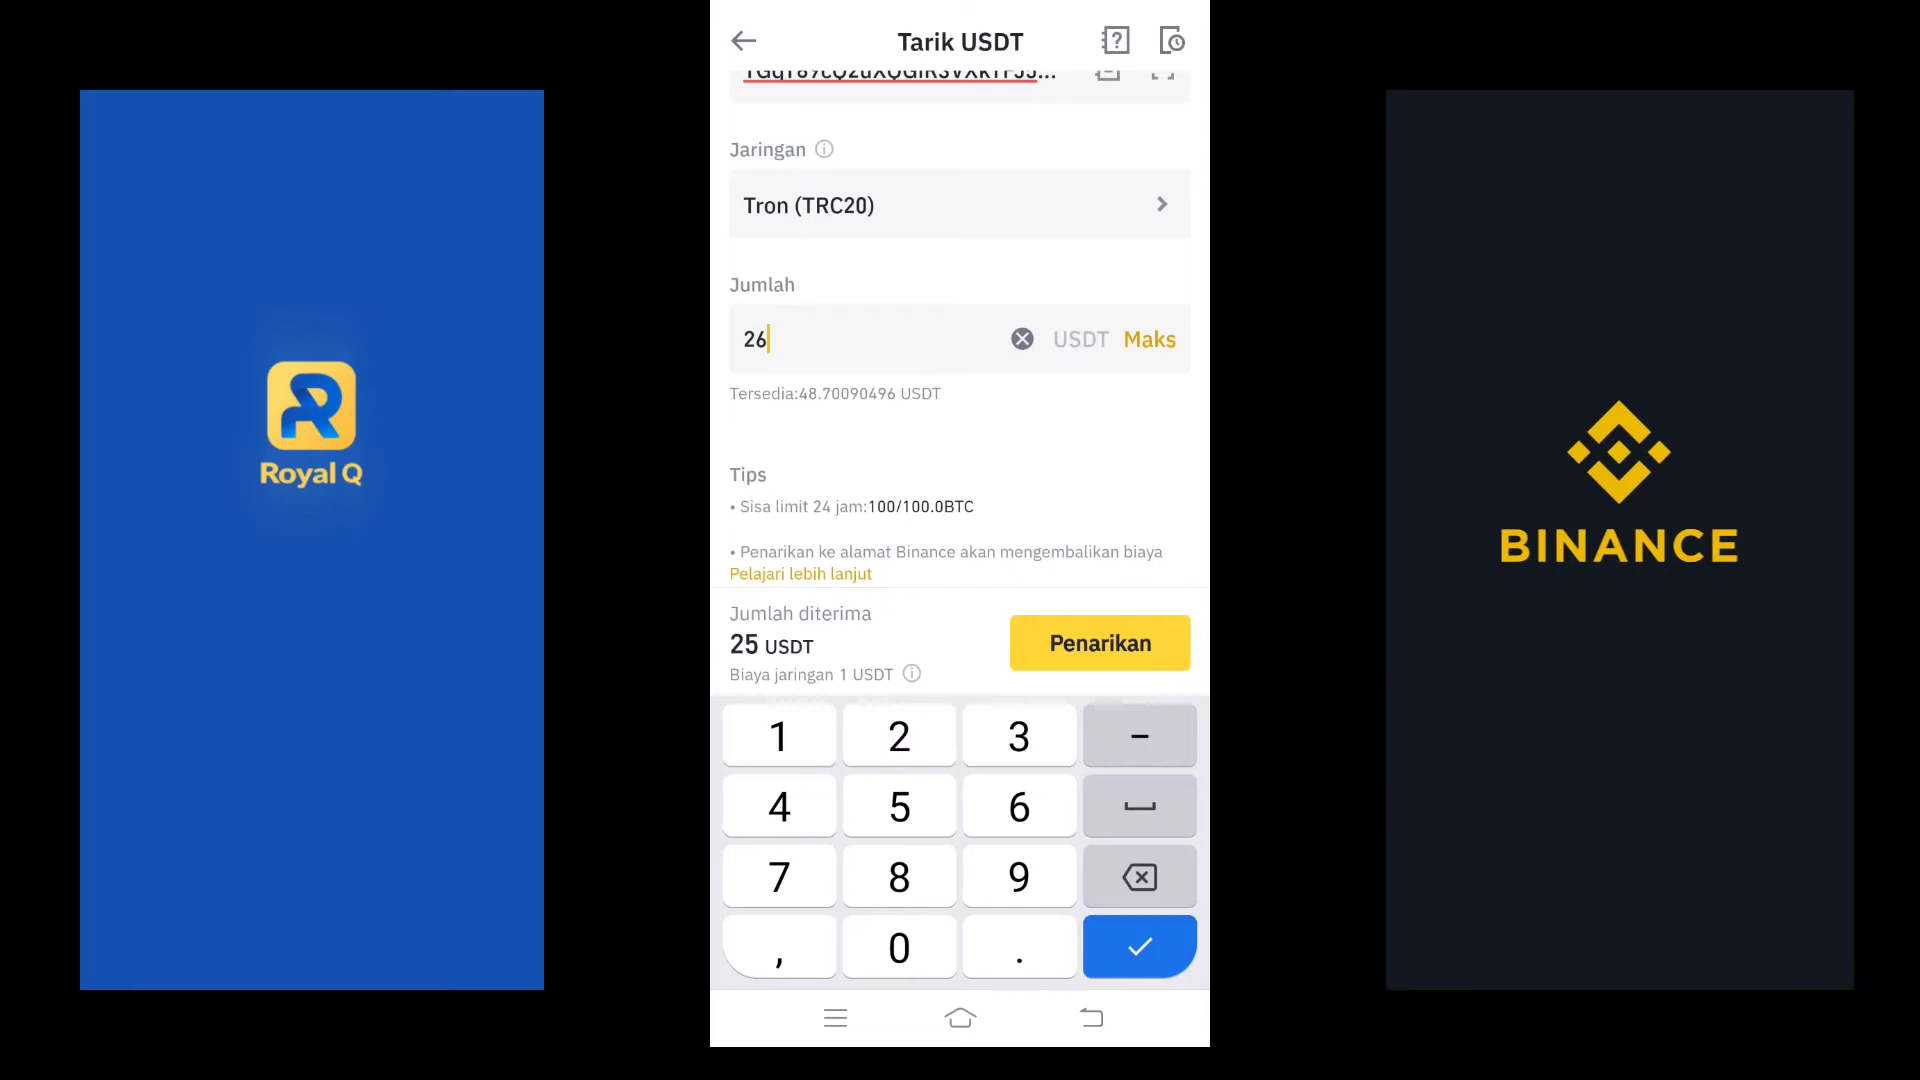 Royal Q
Tarik USDT
Jaringan
Tron (TRC20)
Jumlah
26
USDT Maks
Tersedia:48.70090496 USDT
Tips
• Sisa limit 24 jam:100/100.0BTC
• Penarikan ke alamat Binance akan mengembalikan biaya
Pelajari lebih lanjut
Jumlah diterima
25 USDT
Biaya jaringan 1 USDT
Penarikan
1 2 3 -
4 5 6
7 8 9
, 0 .
BINANCE